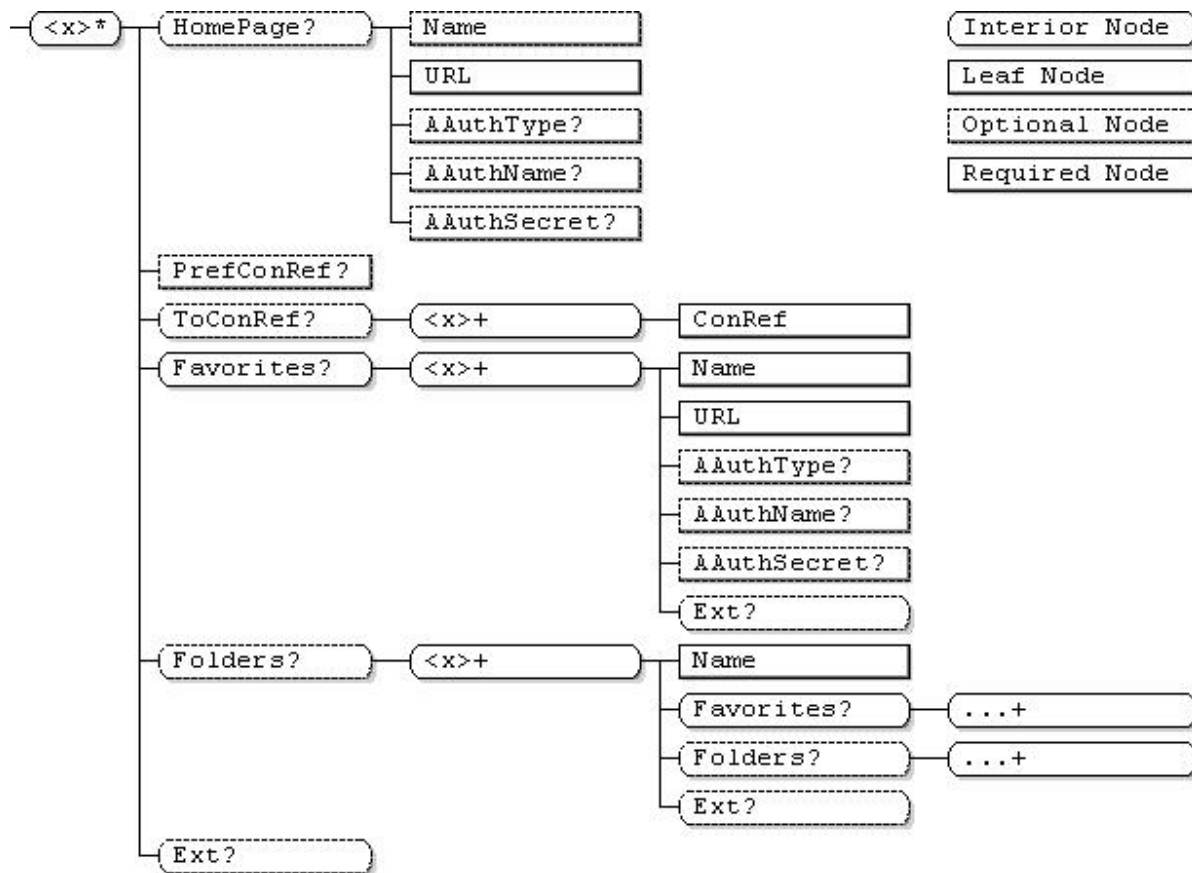 <x>*
HomePage?
Name
Interior Node
URL
Leaf Node
AAuthType?
Optional Node
AAuthName?
Required Node
AAuthSecret?
PrefConRef?
ToConRef?
<x>+
ConRef
Favorites?
<x>+
Name
URL
AAuthType?
AAuthName?
AAuthSecret?
Ext?
Folders?
<x>+
Name
Favorites?
...+
Folders?
...+
Ext?
Ext?